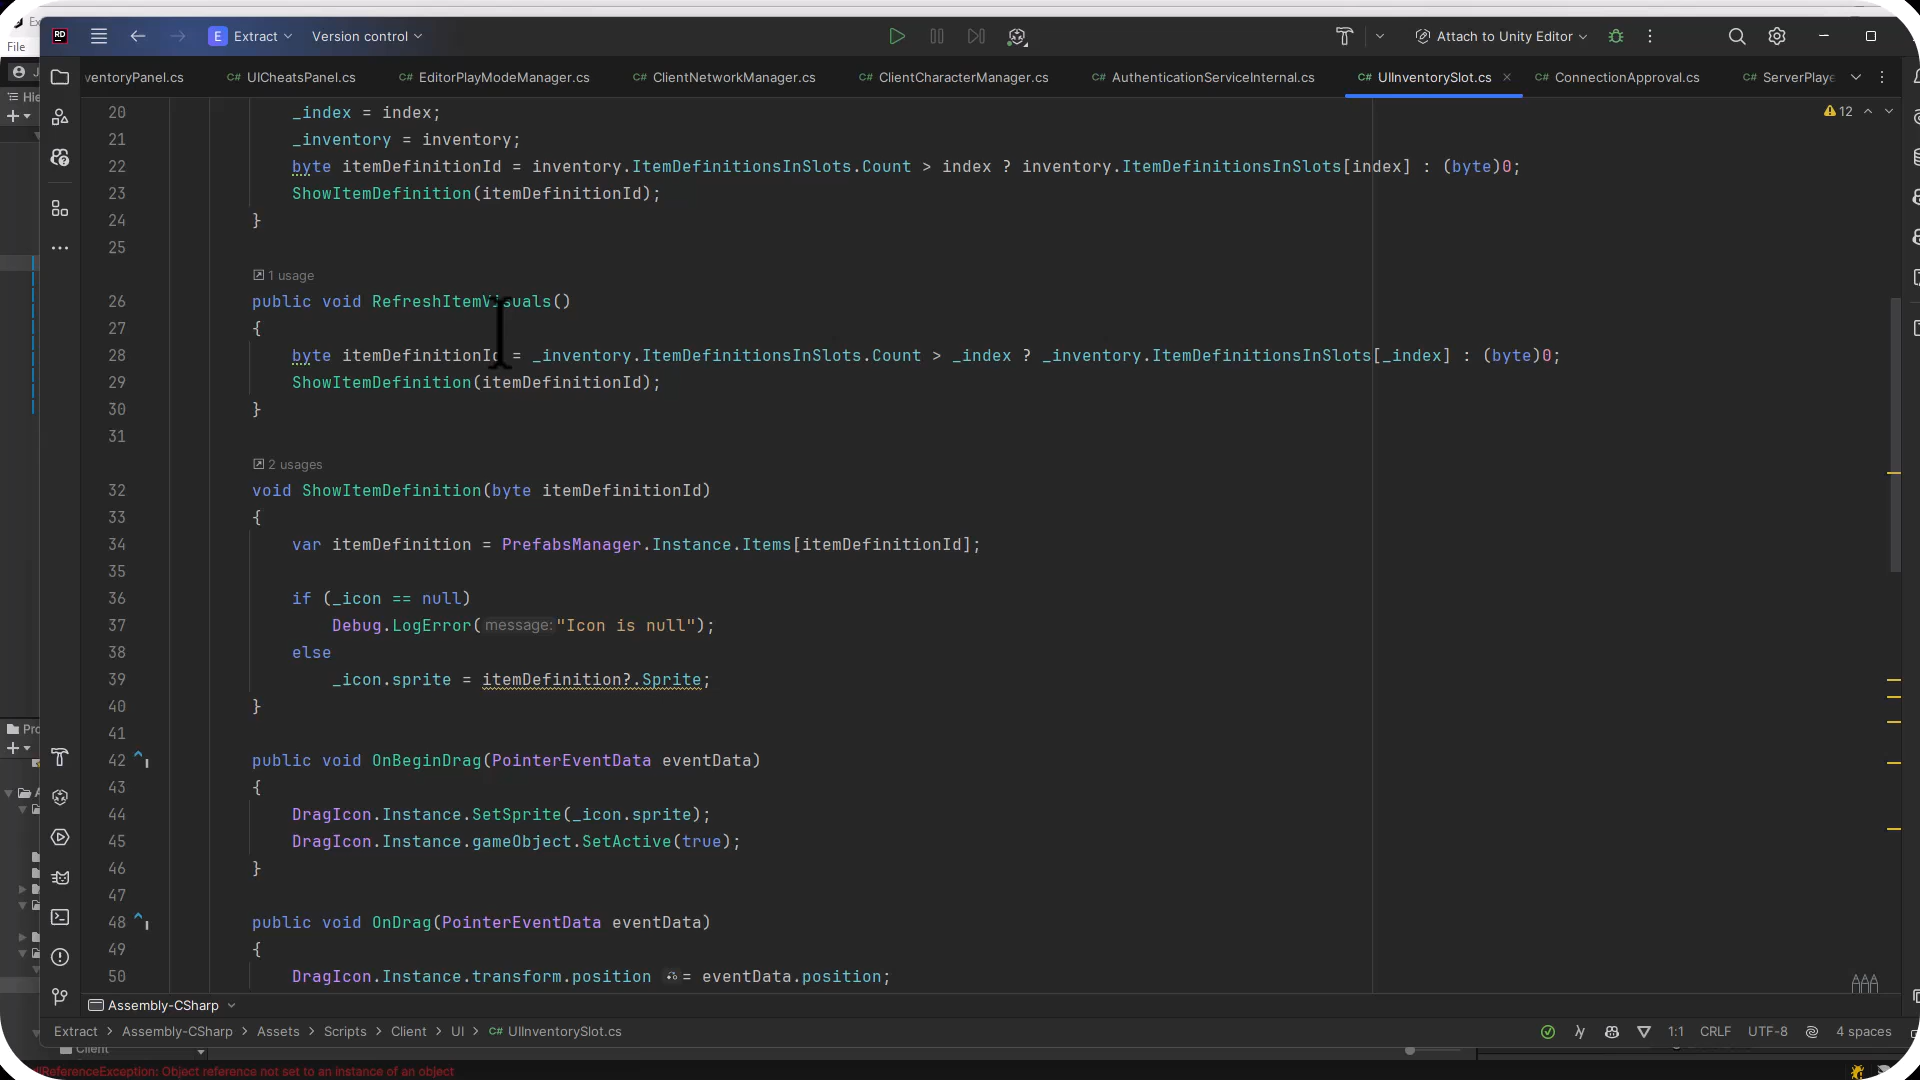 File
RD
E Extract
Version control
Attach to Unity Editor
ventoryPanel.cs
C# UICheatsPanel.cs
C# EditorPlayModeManager.cs
C# ClientNetworkManager.cs
C# ClientCharacterManager.cs
C# AuthenticationServiceInternal.cs
C# UIInventorySlot.cs
C# ConnectionApproval.cs
C# ServerPlaye
Hie
12
20 _index = index;
21 _inventory = inventory;
22 byte itemDefinitionId = inventory.ItemDefinitionsInSlots.Count > index ? inventory.ItemDefinitionsInSlots[index] : (byte)0;
23 ShowItemDefinition(itemDefinitionId);
24 }
25
1 usage
26 public void RefreshItemVisuals()
27 {
28 byte itemDefinitionId = _inventory.ItemDefinitionsInSlots.Count > _index ? _inventory.ItemDefinitionsInSlots[_index] : (byte)0;
29 ShowItemDefinition(itemDefinitionId);
30 }
31
2 usages
32 void ShowItemDefinition(byte itemDefinitionId)
33 {
34 var itemDefinition = PrefabsManager.Instance.Items[itemDefinitionId];
35
36 if (_icon == null)
37 Debug.LogError( message: "Icon is null");
38 else
39 _icon.sprite = itemDefinition?.Sprite;
40 }
41
42 public void OnBeginDrag(PointerEventData eventData)
43 {
44 DragIcon.Instance.SetSprite(_icon.sprite);
45 DragIcon.Instance.gameObject.SetActive(true);
46 }
47
48 public void OnDrag(PointerEventData eventData)
49 {
50 DragIcon.Instance.transform.position = eventData.position;
Pro
Assembly-CSharp
Extract > Assembly-CSharp > Assets > Scripts > Client > UI > C# UIInventorySlot.cs
1:1 CRLF UTF-8 4 spaces
Client
llReferenceException: Object reference not set to an instance of an object